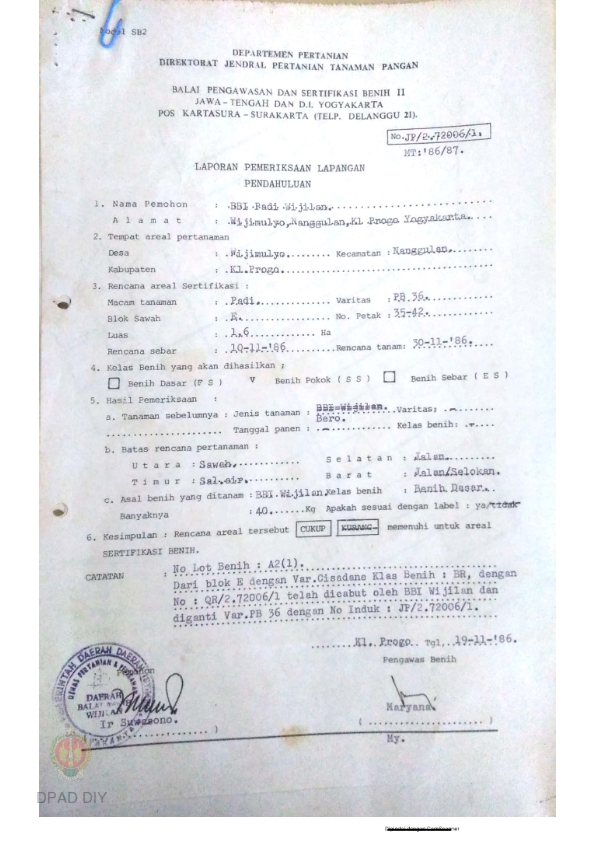 Model SB2
DEPARTEMEN PERTANIAN
DIREKTORAT JENDRAL PERTANIAN TANAMAN PANGAN
BALAI PENGAWASAN DAN SERTIFIKASI BENIH II
JAWA-TENGAH DAN D.I. YOGYAKARTA
POS KARTASURA-SURAKARTA (TELP. DELANGGU 21).
No.JP/2.72006/1.
MT:'86/87.
LAPORAN PEMERIKSAAN LAPANGAN
PENDAHULUAN
1. Nama Pemohon : BBI Padi Wijilan.
A l a m a t : Wijimulyo,Nanggulan,Kl Progo Yogyakarta.
2. Tempat areal pertanaman
Desa : Wijimulyo. Kecamatan : Nanggulan.
Kabupaten : Kl.Progo.
3. Rencana areal Sertifikasi :
Macam tanaman : Padi. Varitas : PB 36.
Blok Sawah : E. No. Petak : 35-42.
Luas : 1,6 Ha
Rencana sebar : 10-11-'86. Rencana tanam: 30-11-'86.
4. Kelas Benih yang akan dihasilkan ;
Benih Dasar (F S ) V Benih Pokok ( S S ) Benih Sebar ( E S )
5. Hasil Pemeriksaan :
a. Tanaman sebelumnya : Jenis tanaman : BBI Wijilan. Varitas: -
Bero.
Tanggal panen : - Kelas benih: -
b. Batas rencana pertanaman :
U t a r a : Sawah. S e l a t a n : Jalan.
T i m u r : Sal.air. B a r a t : Jalan/Selokan.
c. Asal benih yang ditanam : BBI.Wijilan.Kelas benih : Benih Dasar.
Banyaknya : 40. Kg Apakah sesuai dengan label : ya/tidak
6. Kesimpulan : Rencana areal tersebut CUKUP KURANG memenuhi untuk areal
SERTIFIKASI BENIH.
CATATAN : No Lot Benih : A2(1).
Dari blok E dengan Var.Cisadane Klas Benih : BR, dengan
No : QR/2.72006/1 telah dicabut oleh BBI Wijilan dan
diganti Var.PB 36 dengan No Induk : JP/2.72006/1.
Kl. Progo Tgl. 19-11-'86.
Pengawas Benih
DAERAH
BALAI
WIJILAN
Ir Suwasono.
Maryana.
My.
DPAD DIY